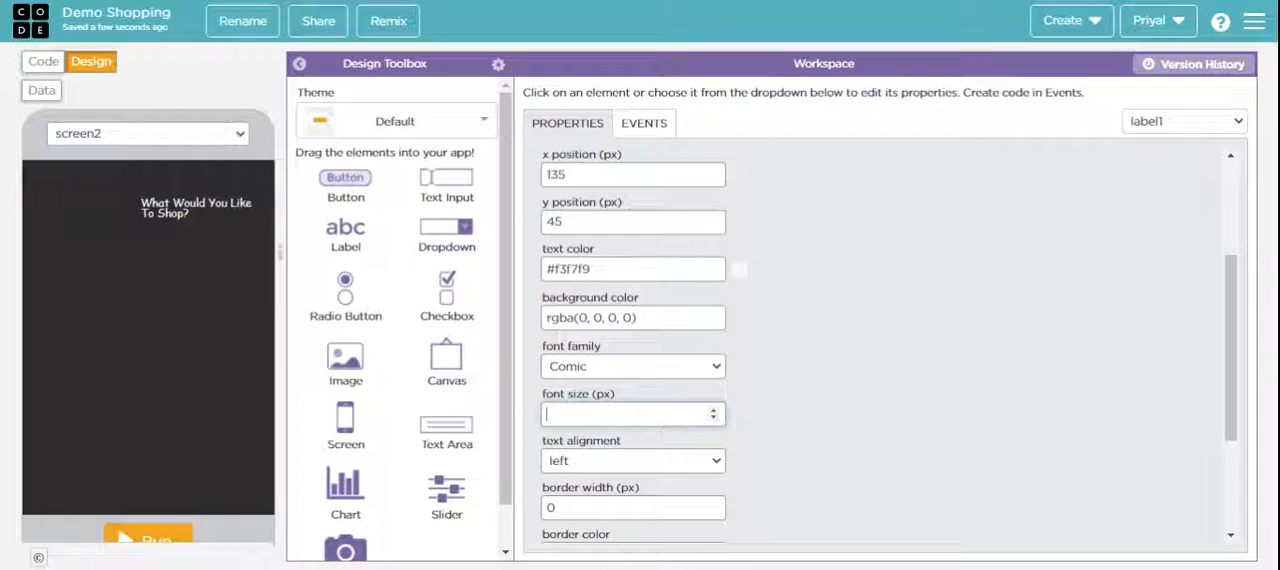 CO
DE
Demo Shopping
Saved a few seconds ago
Rename
Share
Remix
Create
Priyal
?
Code
Design
Data
screen2
What Would You Like
To Shop?
Run
©
Design Toolbox
Theme
Default
Drag the elements into your app!
Button
Button
Text Input
abc
Label
Dropdown
Radio Button
Checkbox
Image
Canvas
Screen
Text Area
Chart
Slider
Workspace
Version History
Click on an element or choose it from the dropdown below to edit its properties. Create code in Events.
PROPERTIES
EVENTS
label1
x position (px)
135
y position (px)
45
text color
#f3f7f9
background color
rgba(0, 0, 0, 0)
font family
Comic
font size (px)
text alignment
left
border width (px)
0
border color